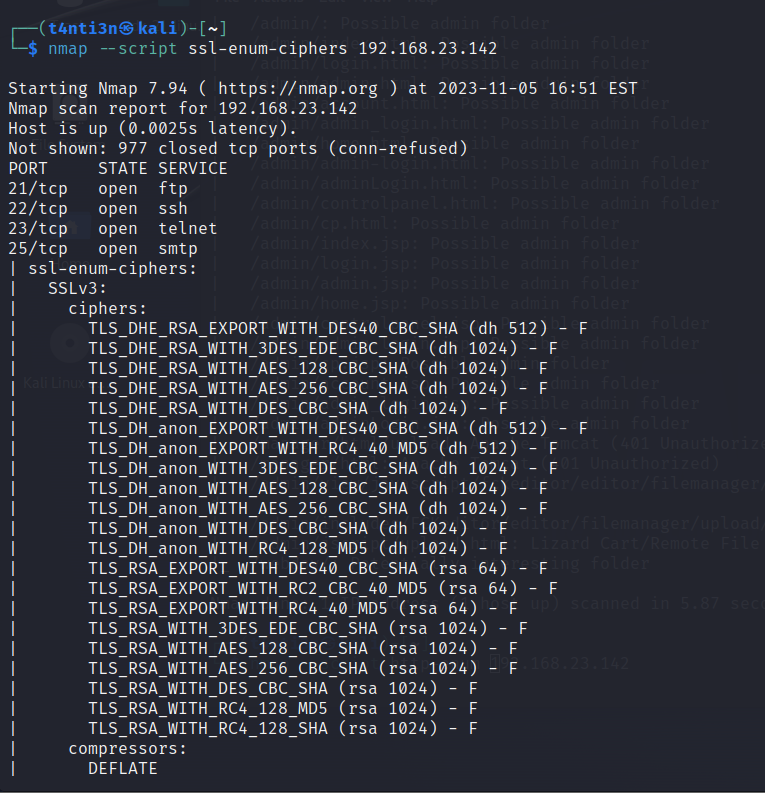 (t4nti3n㉿kali)-[~]
$ nmap --script ssl-enum-ciphers 192.168.23.142
Starting Nmap 7.94 ( https://nmap.org ) at 2023-11-05 16:51 EST
Nmap scan report for 192.168.23.142
Host is up (0.0025s latency).
Not shown: 977 closed tcp ports (conn-refused)
PORT STATE SERVICE
21/tcp open ftp
22/tcp open ssh
23/tcp open telnet
25/tcp open smtp
| ssl-enum-ciphers:
| SSLv3:
| ciphers:
| TLS_DHE_RSA_EXPORT_WITH_DES40_CBC_SHA (dh 512) - F
| TLS_DHE_RSA_WITH_3DES_EDE_CBC_SHA (dh 1024) - F
| TLS_DHE_RSA_WITH_AES_128_CBC_SHA (dh 1024) - F
| TLS_DHE_RSA_WITH_AES_256_CBC_SHA (dh 1024) - F
| TLS_DHE_RSA_WITH_DES_CBC_SHA (dh 1024) - F
| TLS_DH_anon_EXPORT_WITH_DES40_CBC_SHA (dh 512) - F
| TLS_DH_anon_EXPORT_WITH_RC4_40_MD5 (dh 512) - F
| TLS_DH_anon_WITH_3DES_EDE_CBC_SHA (dh 1024) - F
| TLS_DH_anon_WITH_AES_128_CBC_SHA (dh 1024) - F
| TLS_DH_anon_WITH_AES_256_CBC_SHA (dh 1024) - F
| TLS_DH_anon_WITH_DES_CBC_SHA (dh 1024) - F
| TLS_DH_anon_WITH_RC4_128_MD5 (dh 1024) - F
| TLS_RSA_EXPORT_WITH_DES40_CBC_SHA (rsa 64) - F
| TLS_RSA_EXPORT_WITH_RC2_CBC_40_MD5 (rsa 64) - F
| TLS_RSA_EXPORT_WITH_RC4_40_MD5 (rsa 64) - F
| TLS_RSA_WITH_3DES_EDE_CBC_SHA (rsa 1024) - F
| TLS_RSA_WITH_AES_128_CBC_SHA (rsa 1024) - F
| TLS_RSA_WITH_AES_256_CBC_SHA (rsa 1024) - F
| TLS_RSA_WITH_DES_CBC_SHA (rsa 1024) - F
| TLS_RSA_WITH_RC4_128_MD5 (rsa 1024) - F
| TLS_RSA_WITH_RC4_128_SHA (rsa 1024) - F
| compressors:
| DEFLATE